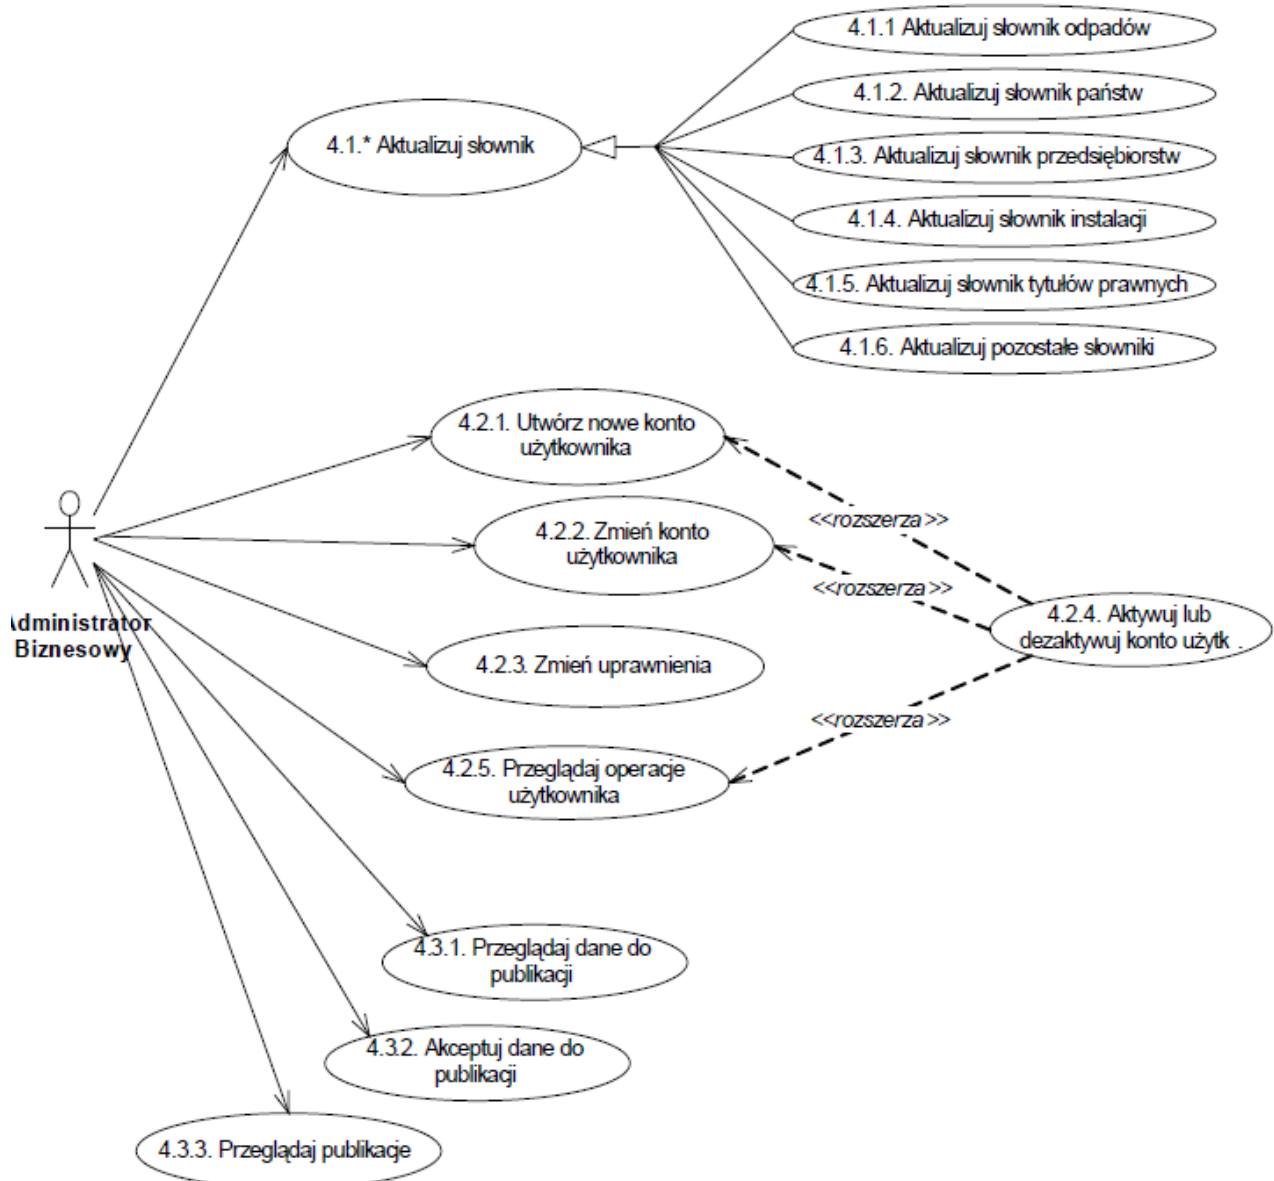 4.1.1 Aktualizuj słownik odpadów
4.1.2. Aktualizuj słownik państw
4.1.* Aktualizuj słownik
4.1.3. Aktualizuj słownik przedsiębiorstw
4.1.4. Aktualizuj słownik instalacji
4.1.5. Aktualizuj słownik tytułów prawnych
4.1.6. Aktualizuj pozostałe słowniki
4.2.1. Utwórz nowe konto
użytkownika
<<rozszerza>>
4.2.2. Zmień konto
użytkownika
<<rozszerza>>
4.2.4. Aktywuj lub
dezaktywuj konto użytk .
Administrator
Biznesowy
4.2.3. Zmień uprawnienia
<<rozszerza>>
4.2.5. Przeglądaj operacje
użytkownika
4.3.1. Przeglądaj dane do
publikacji
4.3.2. Akceptuj dane do
publikacji
4.3.3. Przeglądaj publikacje